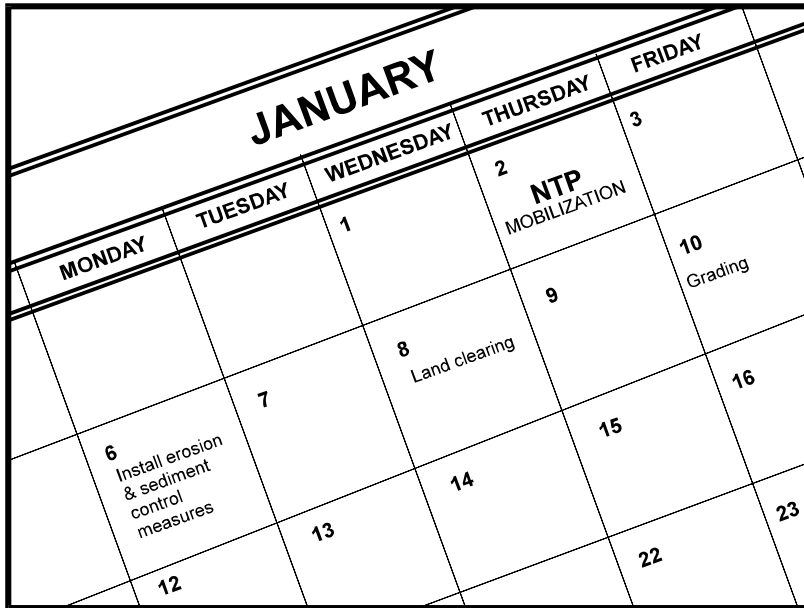 JANUARY
MONDAY
TUESDAY
WEDNESDAY
THURSDAY
FRIDAY
1
2
NTP
MOBILIZATION
3
6
Install erosion
& sediment
control
measures
7
8
Land clearing
9
10
Grading
12
13
14
15
16
22
23